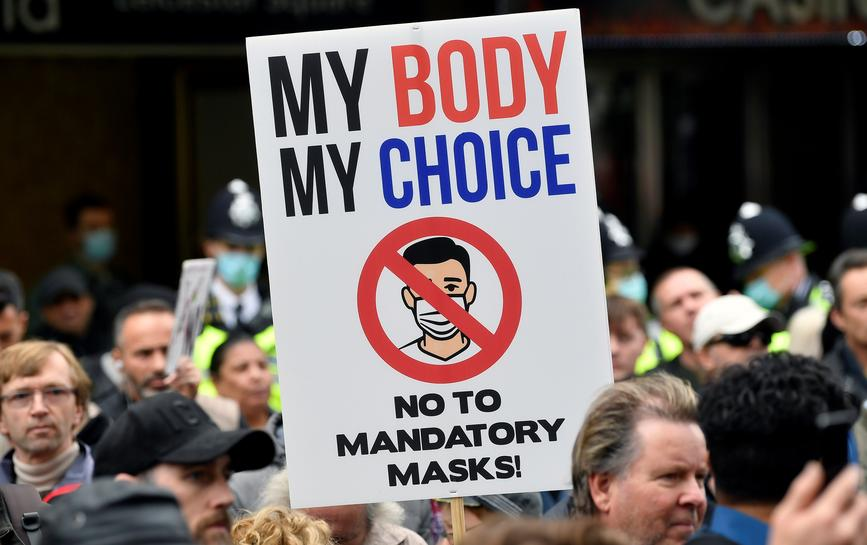 MY BODY
MY CHOICE
NO TO
MANDATORY
MASKS!